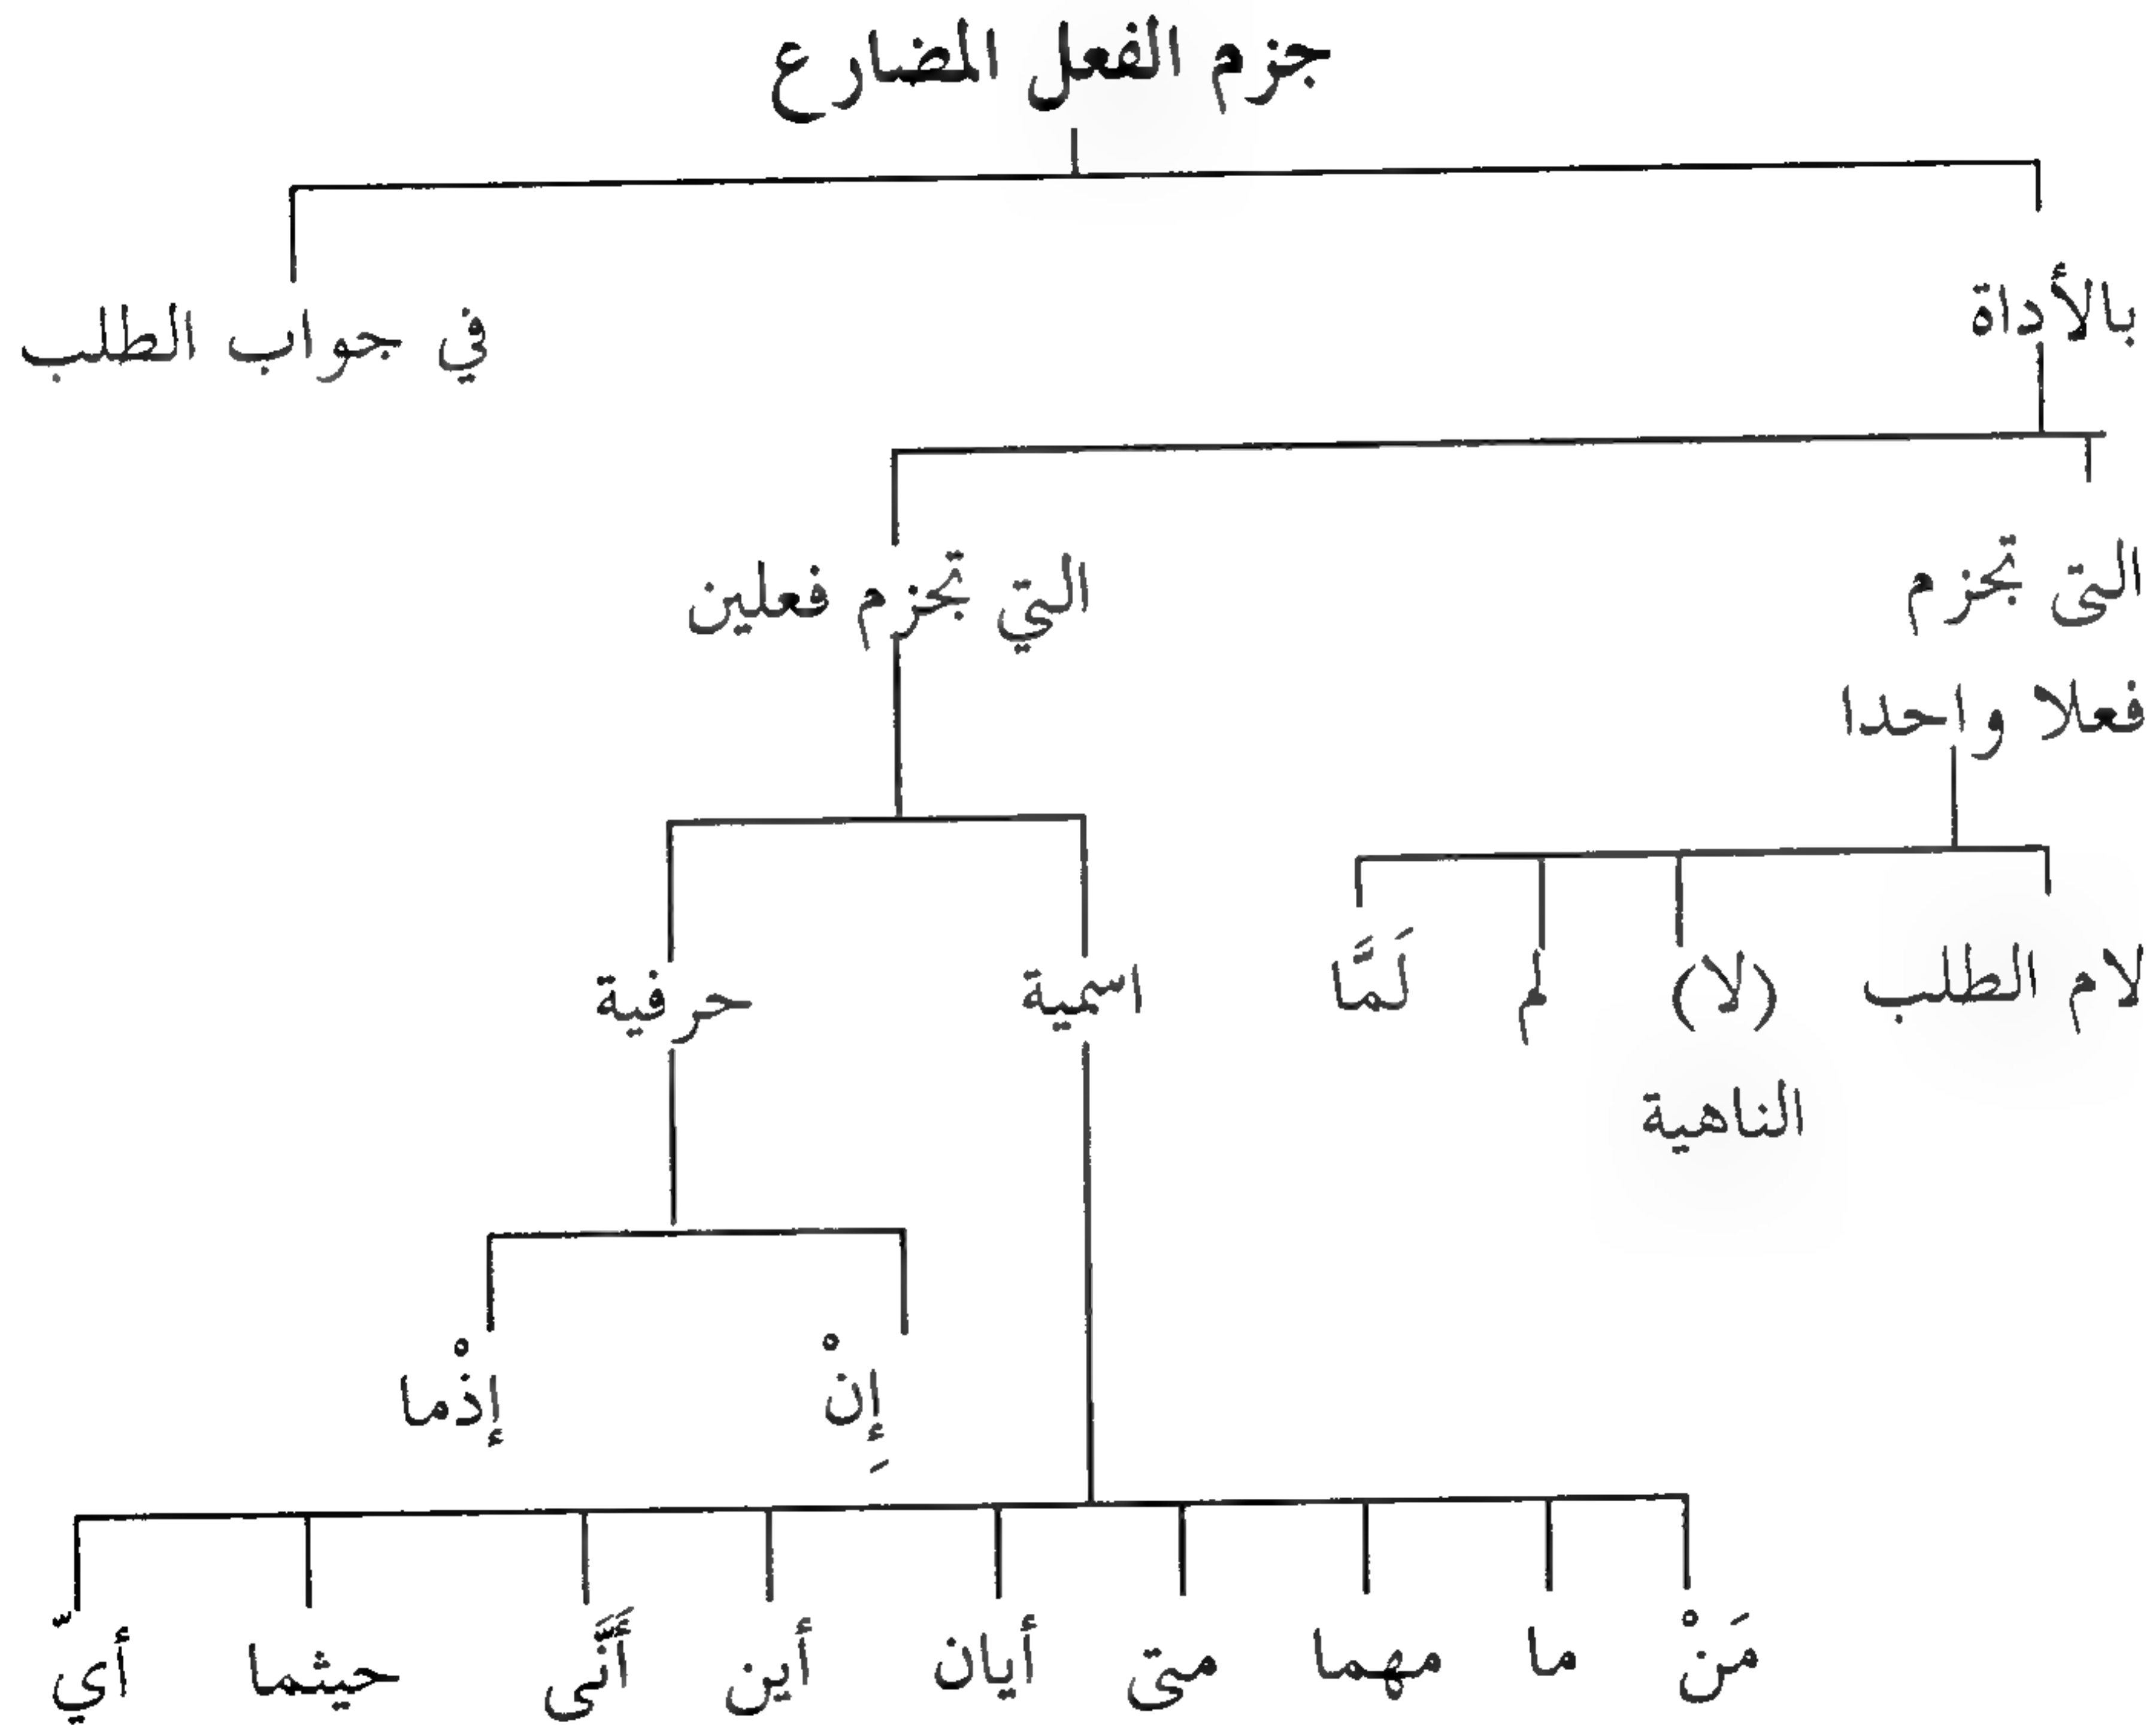 جزم الفعل المضارع
بالأداة
في جواب الطلب
التى تجزم
فعلا واحدا
التي تجزم فعلين
لام الطلب
(لا)
الناهية
لم
لَمَّا
اسمية
حرفية
إِنْ
إذْما
مَنْ
ما
مهما
متى
أيان
أين
أَنَّى
حيثما
أيّ